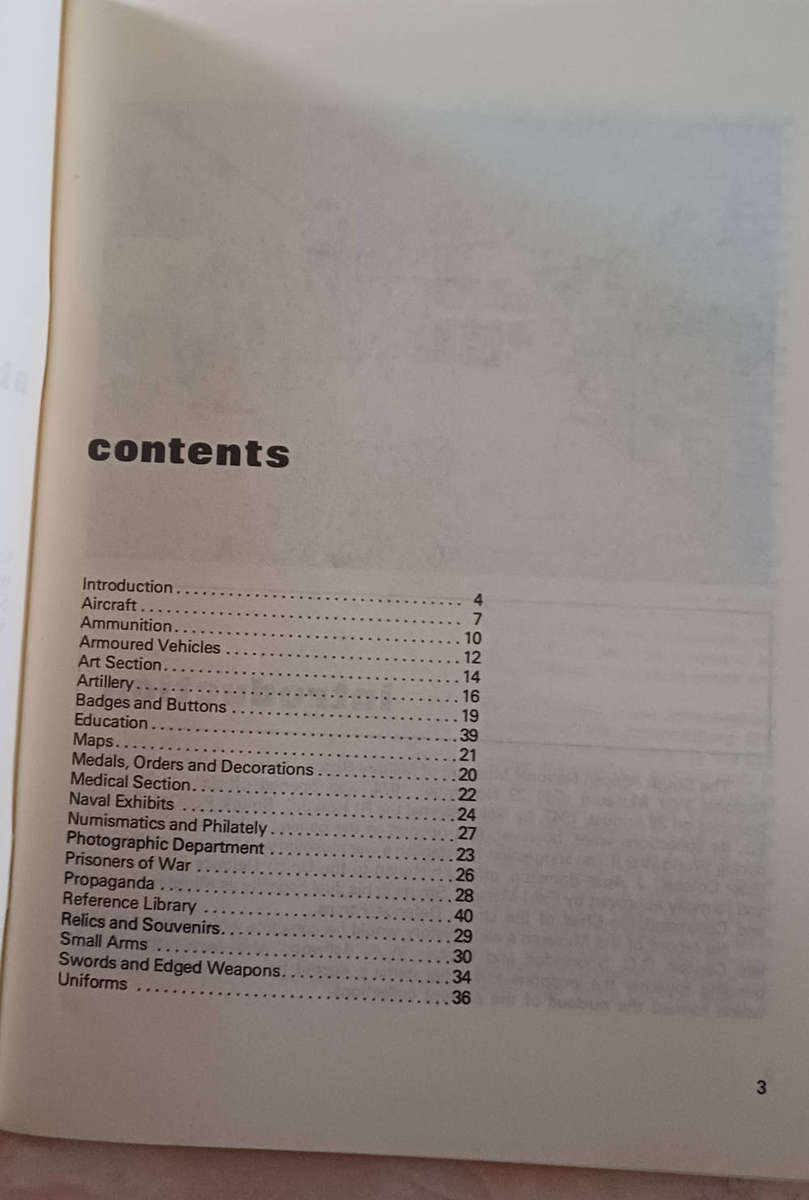 contents
Introduction ................................. 4
Aircraft ..................................... 7
Ammunition ................................. 10
Armoured Vehicles ........................... 12
Art Section .................................. 14
Artillery ..................................... 16
Badges and Buttons .......................... 19
Education ................................... 39
Maps ....................................... 21
Medals, Orders and Decorations ................ 20
Medical Section .............................. 22
Naval Exhibits ............................... 24
Numismatics and Philately ..................... 27
Photographic Department ..................... 23
Prisoners of War ............................. 26
Propaganda ................................. 28
Reference Library ............................ 40
Relics and Souvenirs .......................... 29
Small Arms ................................. 30
Swords and Edged Weapons ................... 34
Uniforms ................................... 36
3